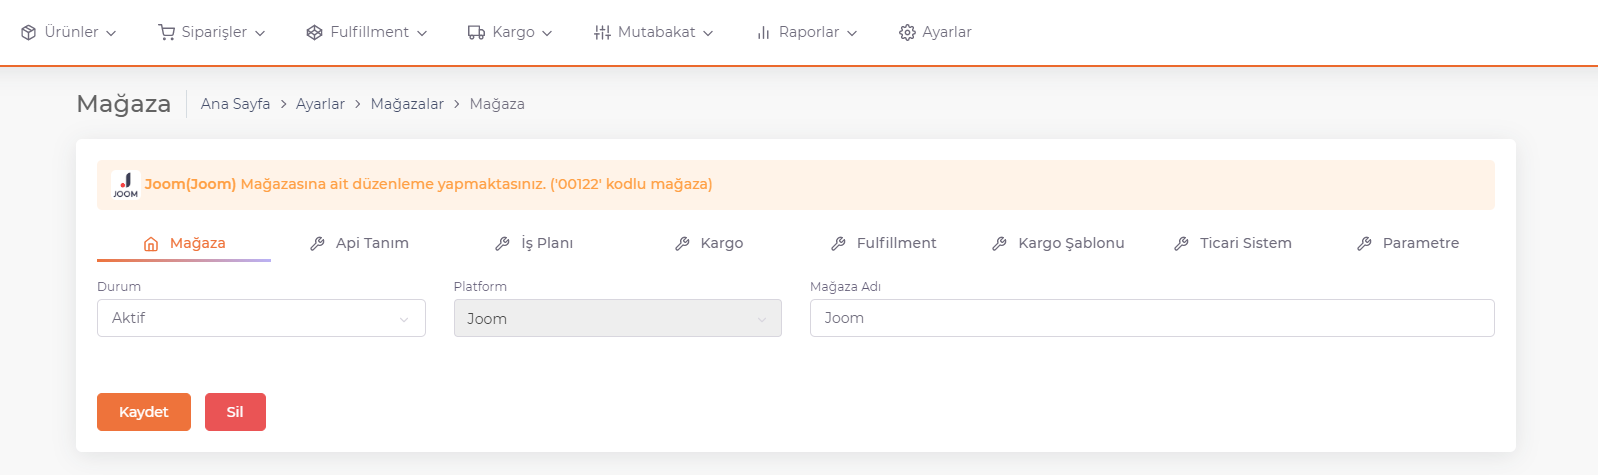 Ürünler Siparişler Fulfillment Kargo Mutabakat Raporlar Ayarlar
Mağaza Ana Sayfa > Ayarlar > Mağazalar > Mağaza
JOOM Joom(Joom) Mağazasına ait düzenleme yapmaktasınız. ('00122' kodlu mağaza)
Mağaza Api Tanım İş Planı Kargo Fulfillment Kargo Şablonu Ticari Sistem Parametre
Durum Platform Mağaza Adı
Aktif Joom Joom
Kaydet Sil